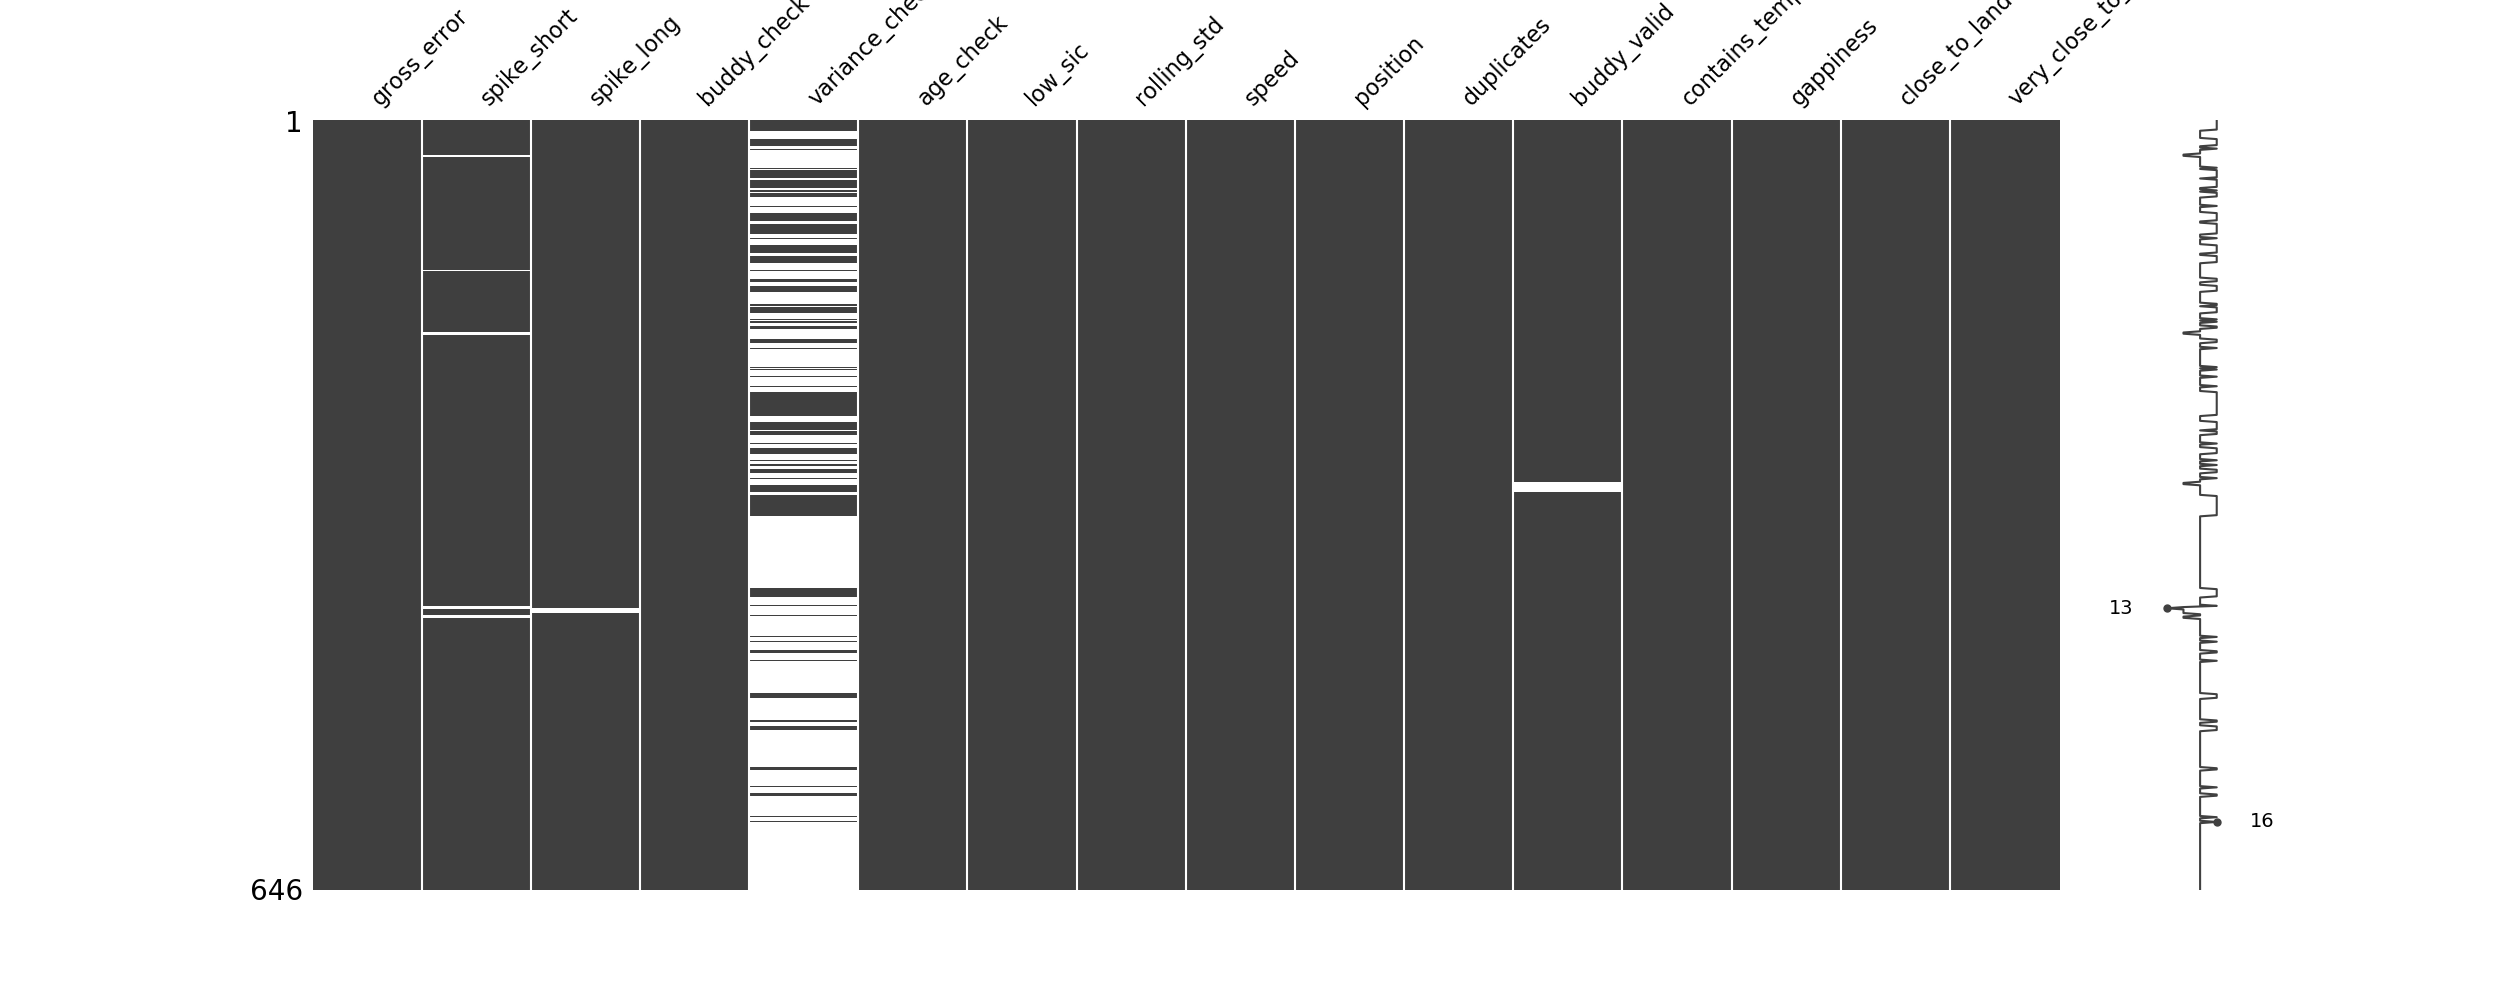 gross_error
spike_short
spike_long
buddy_check
age_check
low_sic
rolling_std
speed
position
duplicates
buddy_valid
gappiness
close_to_land
1
646
13
16